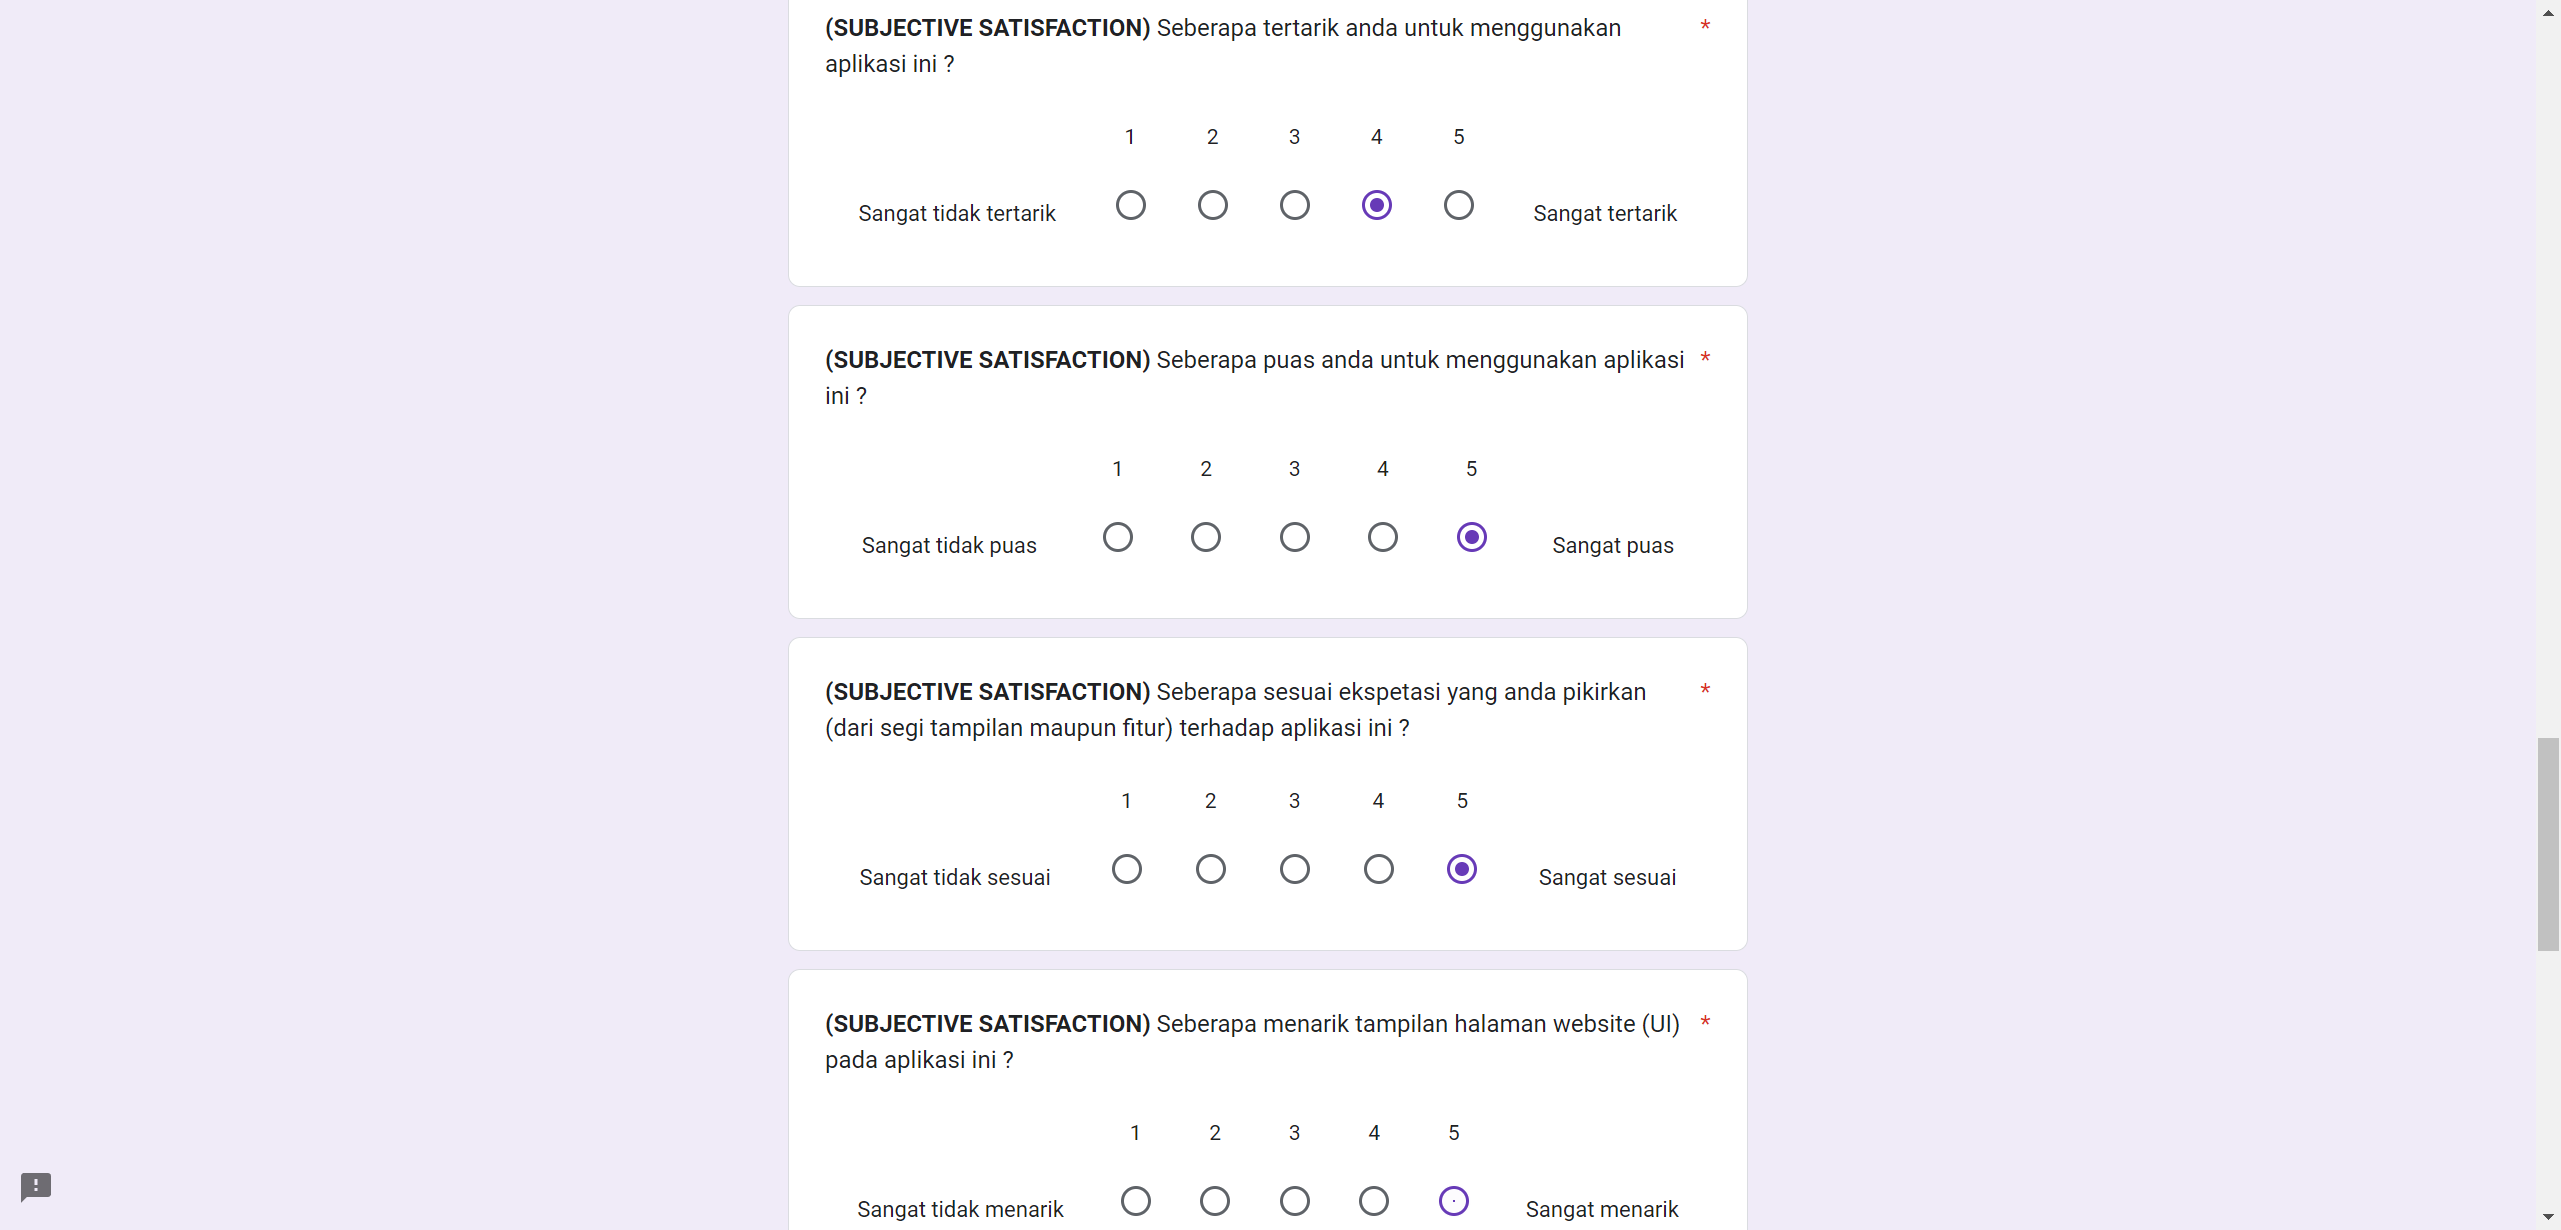 (SUBJECTIVE SATISFACTION) Seberapa tertarik anda untuk menggunakan *
aplikasi ini ?
1 2 3 4 5
Sangat tidak tertarik Sangat tertarik
(SUBJECTIVE SATISFACTION) Seberapa puas anda untuk menggunakan aplikasi *
ini ?
1 2 3 4 5
Sangat tidak puas Sangat puas
(SUBJECTIVE SATISFACTION) Seberapa sesuai ekspetasi yang anda pikirkan *
(dari segi tampilan maupun fitur) terhadap aplikasi ini ?
1 2 3 4 5
Sangat tidak sesuai Sangat sesuai
(SUBJECTIVE SATISFACTION) Seberapa menarik tampilan halaman website (UI) *
pada aplikasi ini ?
1 2 3 4 5
Sangat tidak menarik Sangat menarik